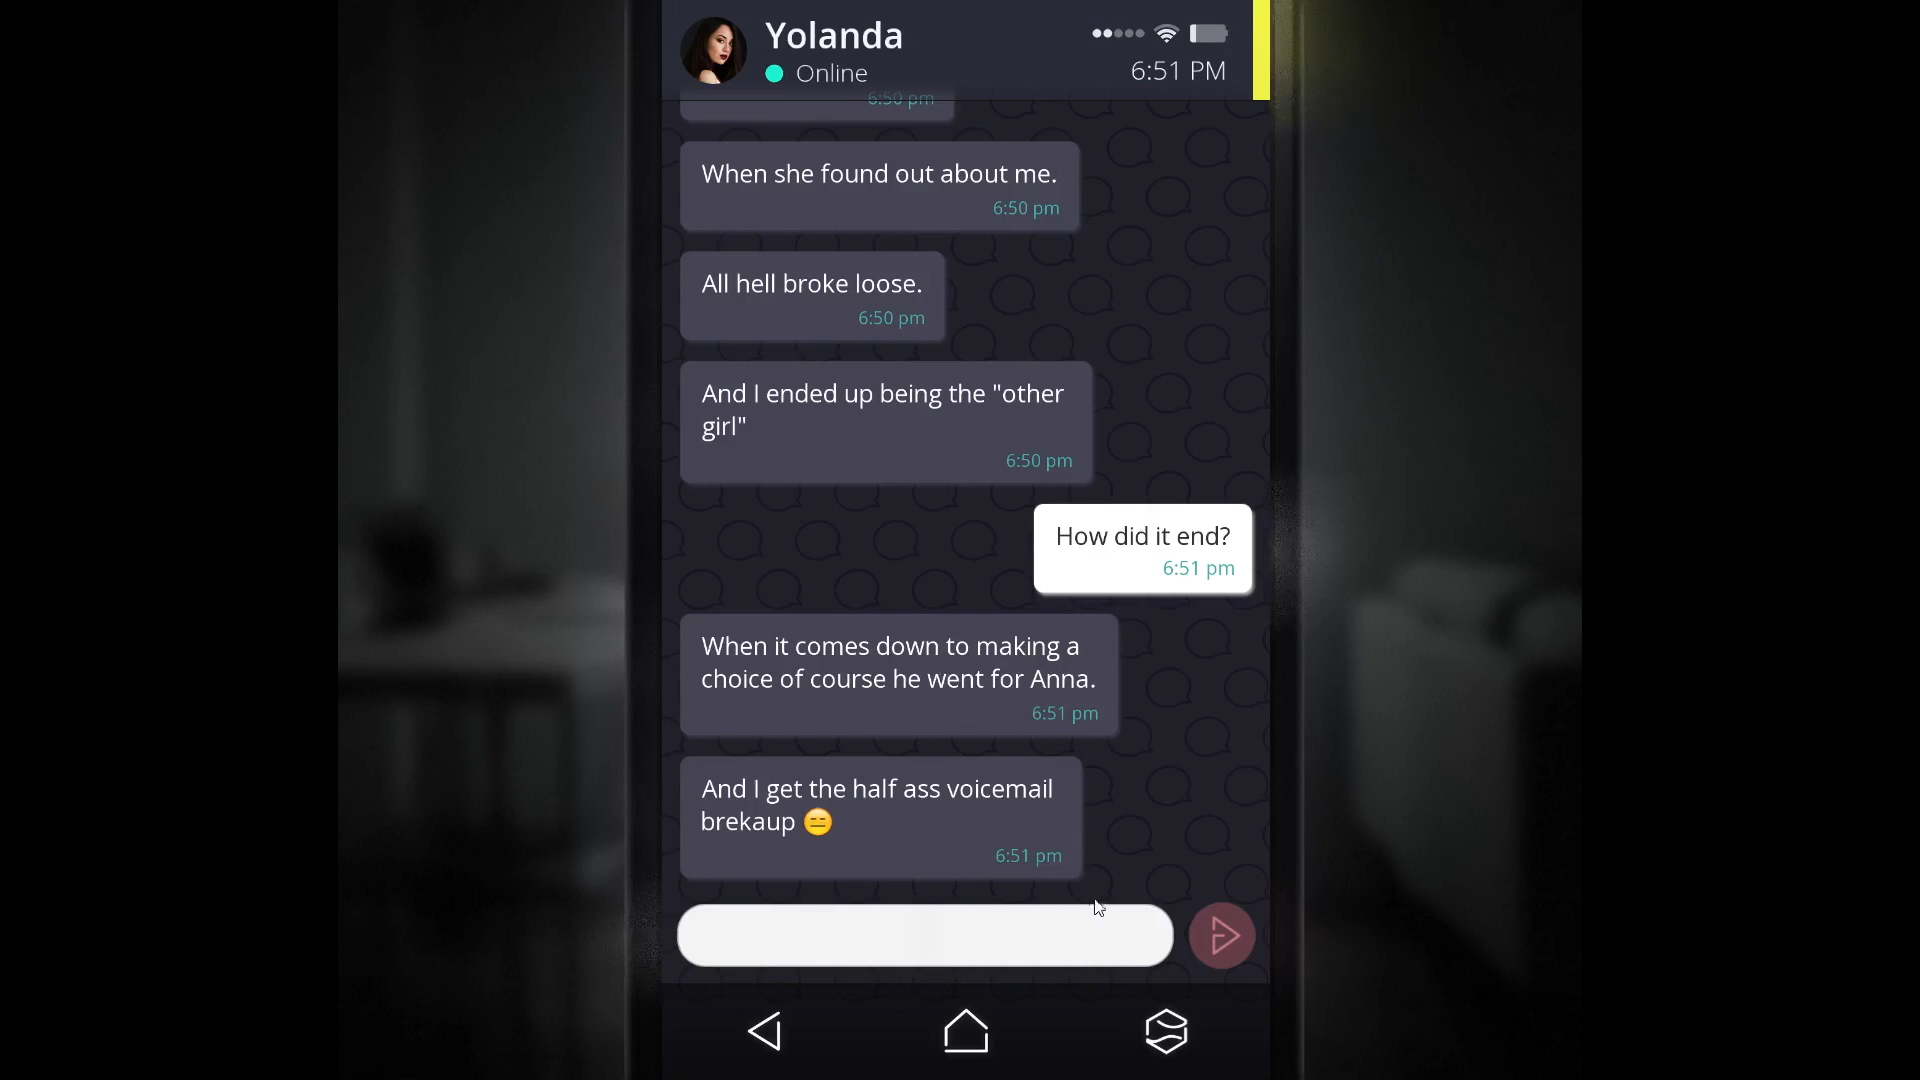 Yolanda
Online
6:51 PM
6:50 pm
When she found out about me.
6:50 pm
All hell broke loose.
6:50 pm
And I ended up being the "other
girl"
6:50 pm
How did it end?
6:51 pm
When it comes down to making a
choice of course he went for Anna.
6:51 pm
And I get the half ass voicemail
brekaup 😑
6:51 pm